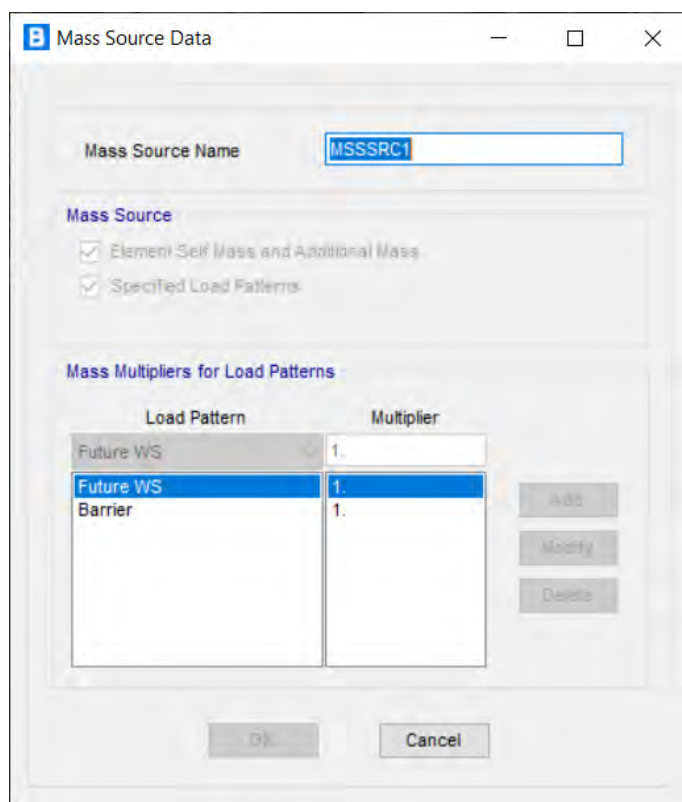 B Mass Source Data
Mass Source Name MSSSRC1
Mass Source
Element Self Mass and Additional Mass
Specified Load Patterns
Mass Multipliers for Load Patterns
Load Pattern Multiplier
Future WS 1.
Future WS 1.
Barrier 1.
Add
Modify
Delete
OK Cancel